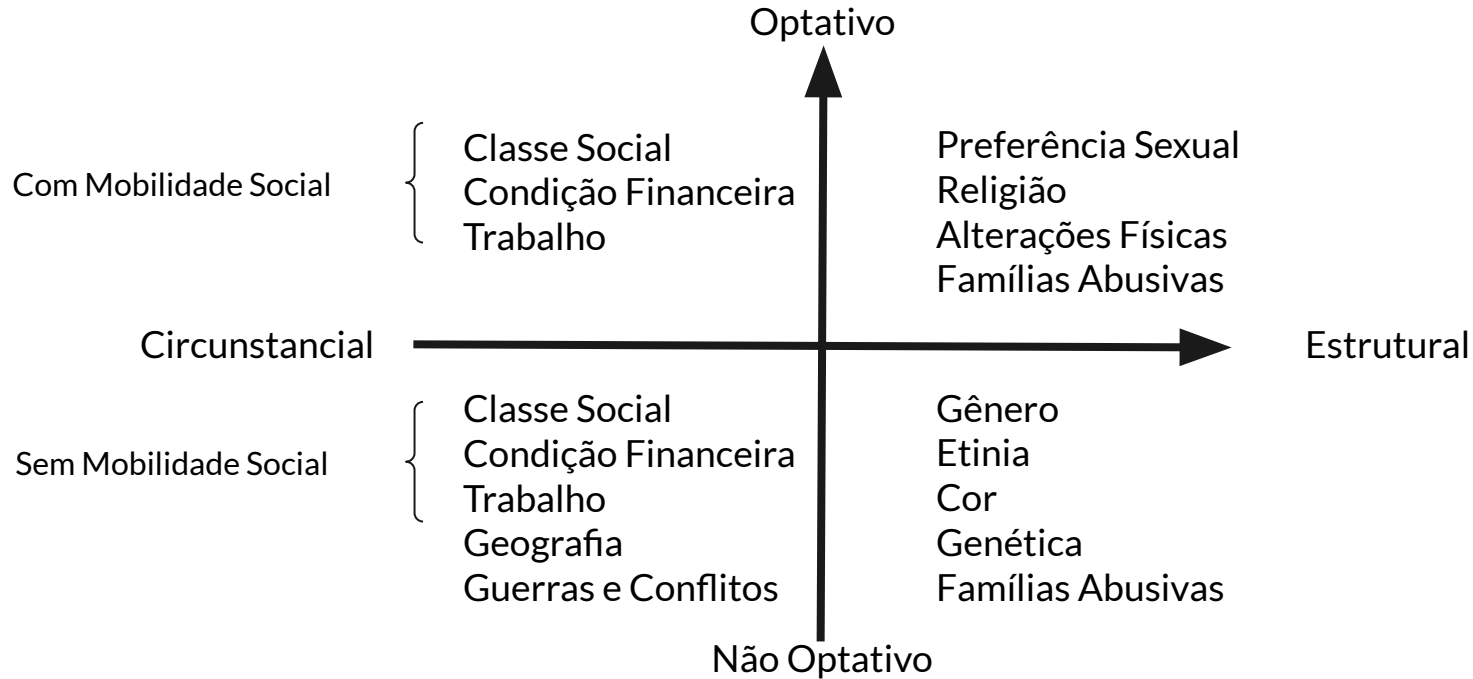 Optativo
Com Mobilidade Social
Classe Social
Condição Financeira
Trabalho
Preferência Sexual
Religião
Alterações Físicas
Famílias Abusivas
Circunstancial
Estrutural
Sem Mobilidade Social
Classe Social
Condição Financeira
Trabalho
Geografia
Guerras e Conflitos
Gênero
Etinia
Cor
Genética
Famílias Abusivas
Não Optativo